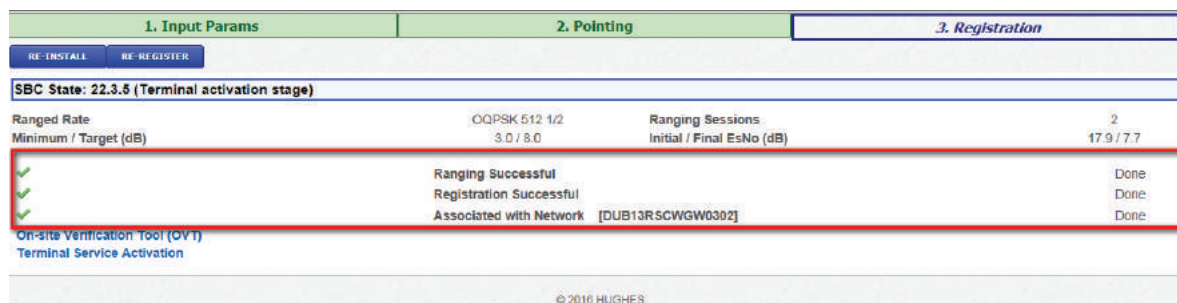 1. Input Params 2. Pointing 3. Registration
RE-INSTALL RE-REGISTER
SBC State: 22.3.5 (Terminal activation stage)
Ranged Rate OQPSK 512 1/2 Ranging Sessions 2
Minimum / Target (dB) 3.0 / 8.0 Initial / Final EsNo (dB) 17.9 / 7.7
Ranging Successful Done
Registration Successful Done
Associated with Network [DUB13RSCWGW0302] Done
On-site Verification Tool (OVT)
Terminal Service Activation
© 2016 HUGHES